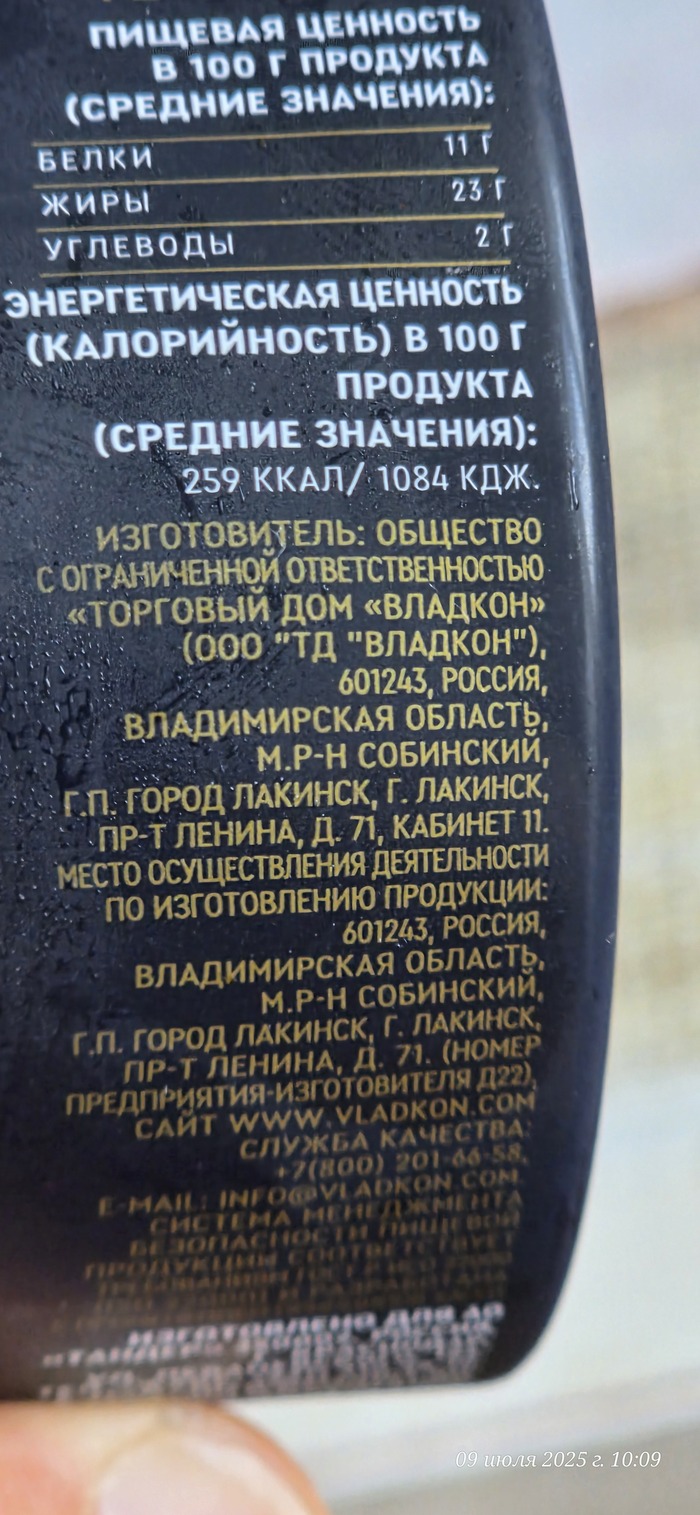 ПИЩЕВАЯ ЦЕННОСТЬ
В 100 Г ПРОДУКТА
(СРЕДНИЕ ЗНАЧЕНИЯ):
БЕЛКИ 11 Г
ЖИРЫ 23 Г
УГЛЕВОДЫ 2 Г
ЭНЕРГЕТИЧЕСКАЯ ЦЕННОСТЬ
(КАЛОРИЙНОСТЬ) В 100 Г
ПРОДУКТА
(СРЕДНИЕ ЗНАЧЕНИЯ):
259 ККАЛ/ 1084 КДЖ.
ИЗГОТОВИТЕЛЬ: ОБЩЕСТВО
С ОГРАНИЧЕННОЙ ОТВЕТСТВЕННОСТЬЮ
«ТОРГОВЫЙ ДОМ «ВЛАДКОН»
(ООО "ТД "ВЛАДКОН"),
601243, РОССИЯ,
ВЛАДИМИРСКАЯ ОБЛАСТЬ,
М.Р-Н СОБИНСКИЙ,
Г.П. ГОРОД ЛАКИНСК, Г. ЛАКИНСК,
ПР-Т ЛЕНИНА, Д. 71, КАБИНЕТ 11.
МЕСТО ОСУЩЕСТВЛЕНИЯ ДЕЯТЕЛЬНОСТИ
ПО ИЗГОТОВЛЕНИЮ ПРОДУКЦИИ:
601243, РОССИЯ,
ВЛАДИМИРСКАЯ ОБЛАСТЬ,
М.Р-Н СОБИНСКИЙ,
Г.П. ГОРОД ЛАКИНСК, Г. ЛАКИНСК,
ПР-Т ЛЕНИНА, Д. 71. (НОМЕР
ПРЕДПРИЯТИЯ-ИЗГОТОВИТЕЛЯ Д22),
САЙТ WWW.VLADKON.COM
СЛУЖБА КАЧЕСТВА:
+7(800) 201-66-58,
E-MAIL: INFO@VLADKON.COM.
СИСТЕМА МЕНЕДЖМЕНТА
БЕЗОПАСНОСТИ ПИЩЕВОЙ
ПРОДУКЦИИ СООТВЕТСТВУЕТ
ИЗГОТОВЛЕНО ДЛЯ АО
«ТАНДЕР»
09 июля 2025 г. 10:09